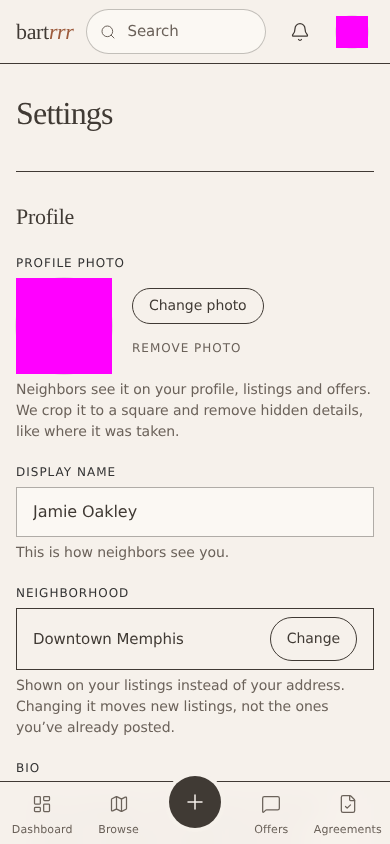 bartrrr
Search
Settings
Profile
PROFILE PHOTO
Change photo
REMOVE PHOTO
Neighbors see it on your profile, listings and offers.
We crop it to a square and remove hidden details,
like where it was taken.
DISPLAY NAME
Jamie Oakley
This is how neighbors see you.
NEIGHBORHOOD
Downtown Memphis
Change
Shown on your listings instead of your address.
Changing it moves new listings, not the ones
you’ve already posted.
BIO
Dashboard
Browse
Offers
Agreements